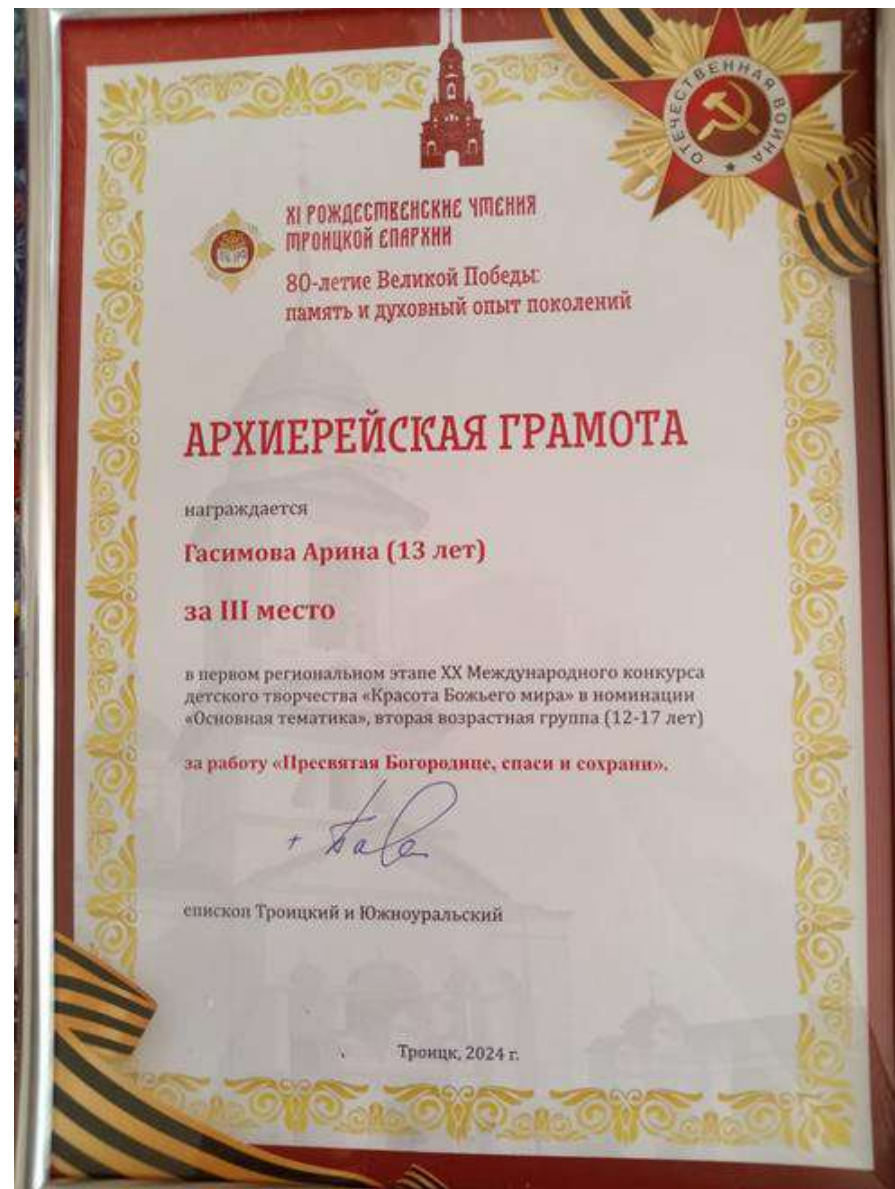 ОТЕЧЕСТВЕННАЯ ВОЙНА
XI РОЖДЕСТВЕНСКИЕ ЧТЕНИЯ
ТРОИЦКОЙ ЕПАРХИИ
80-летие Великой Победы:
память и духовный опыт поколений
АРХИЕРЕЙСКАЯ ГРАМОТА
награждается
Гасимова Арина (13 лет)
за III место
в первом региональном этапе XX Международного конкурса
детского творчества «Красота Божьего мира» в номинации
«Основная тематика», вторая возрастная группа (12-17 лет)
за работу «Пресвятая Богородице, спаси и сохрани».
епископ Троицкий и Южноуральский
Троицк, 2024 г.